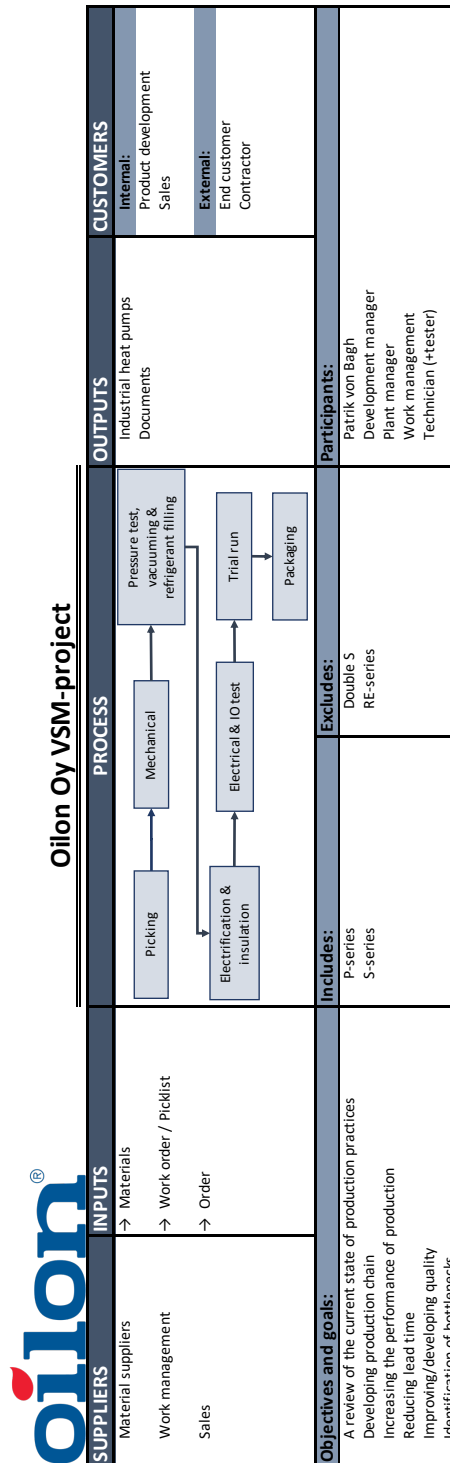 oilon®
Oilon Oy VSM-project
SUPPLIERS
Material suppliers
Work management
Sales
INPUTS
→ Materials
→ Work order / Picklist
→ Order
PROCESS
Picking
Mechanical
Pressure test,
vacuuming &
refrigerant filling
Electrification &
insulation
Electrical & IO test
Trial run
Packaging
OUTPUTS
Industrial heat pumps
Documents
CUSTOMERS
Internal:
Product development
Sales
External:
End customer
Contractor
Objectives and goals:
A review of the current state of production practices
Developing production chain
Increasing the performance of production
Reducing lead time
Improving/developing quality
Identification of bottlenecks
Includes:
P-series
S-series
Excludes:
Double S
RE-series
Participants:
Patrik von Bagh
Development manager
Plant manager
Work management
Technician (+tester)